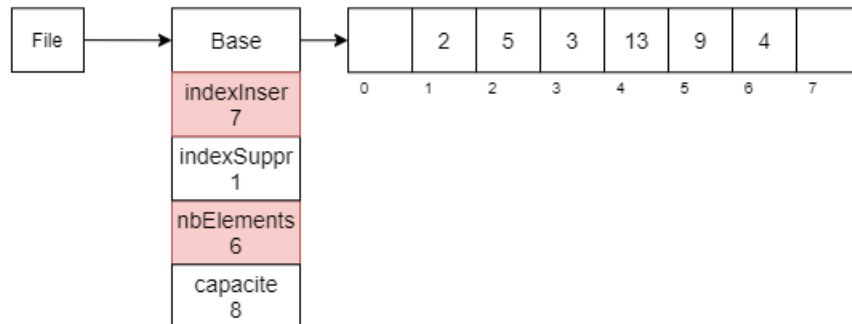 File Base 2 5 3 13 9 4
0 1 2 3 4 5 6 7
indexInser
7
indexSuppr
1
nbElements
6
capacite
8